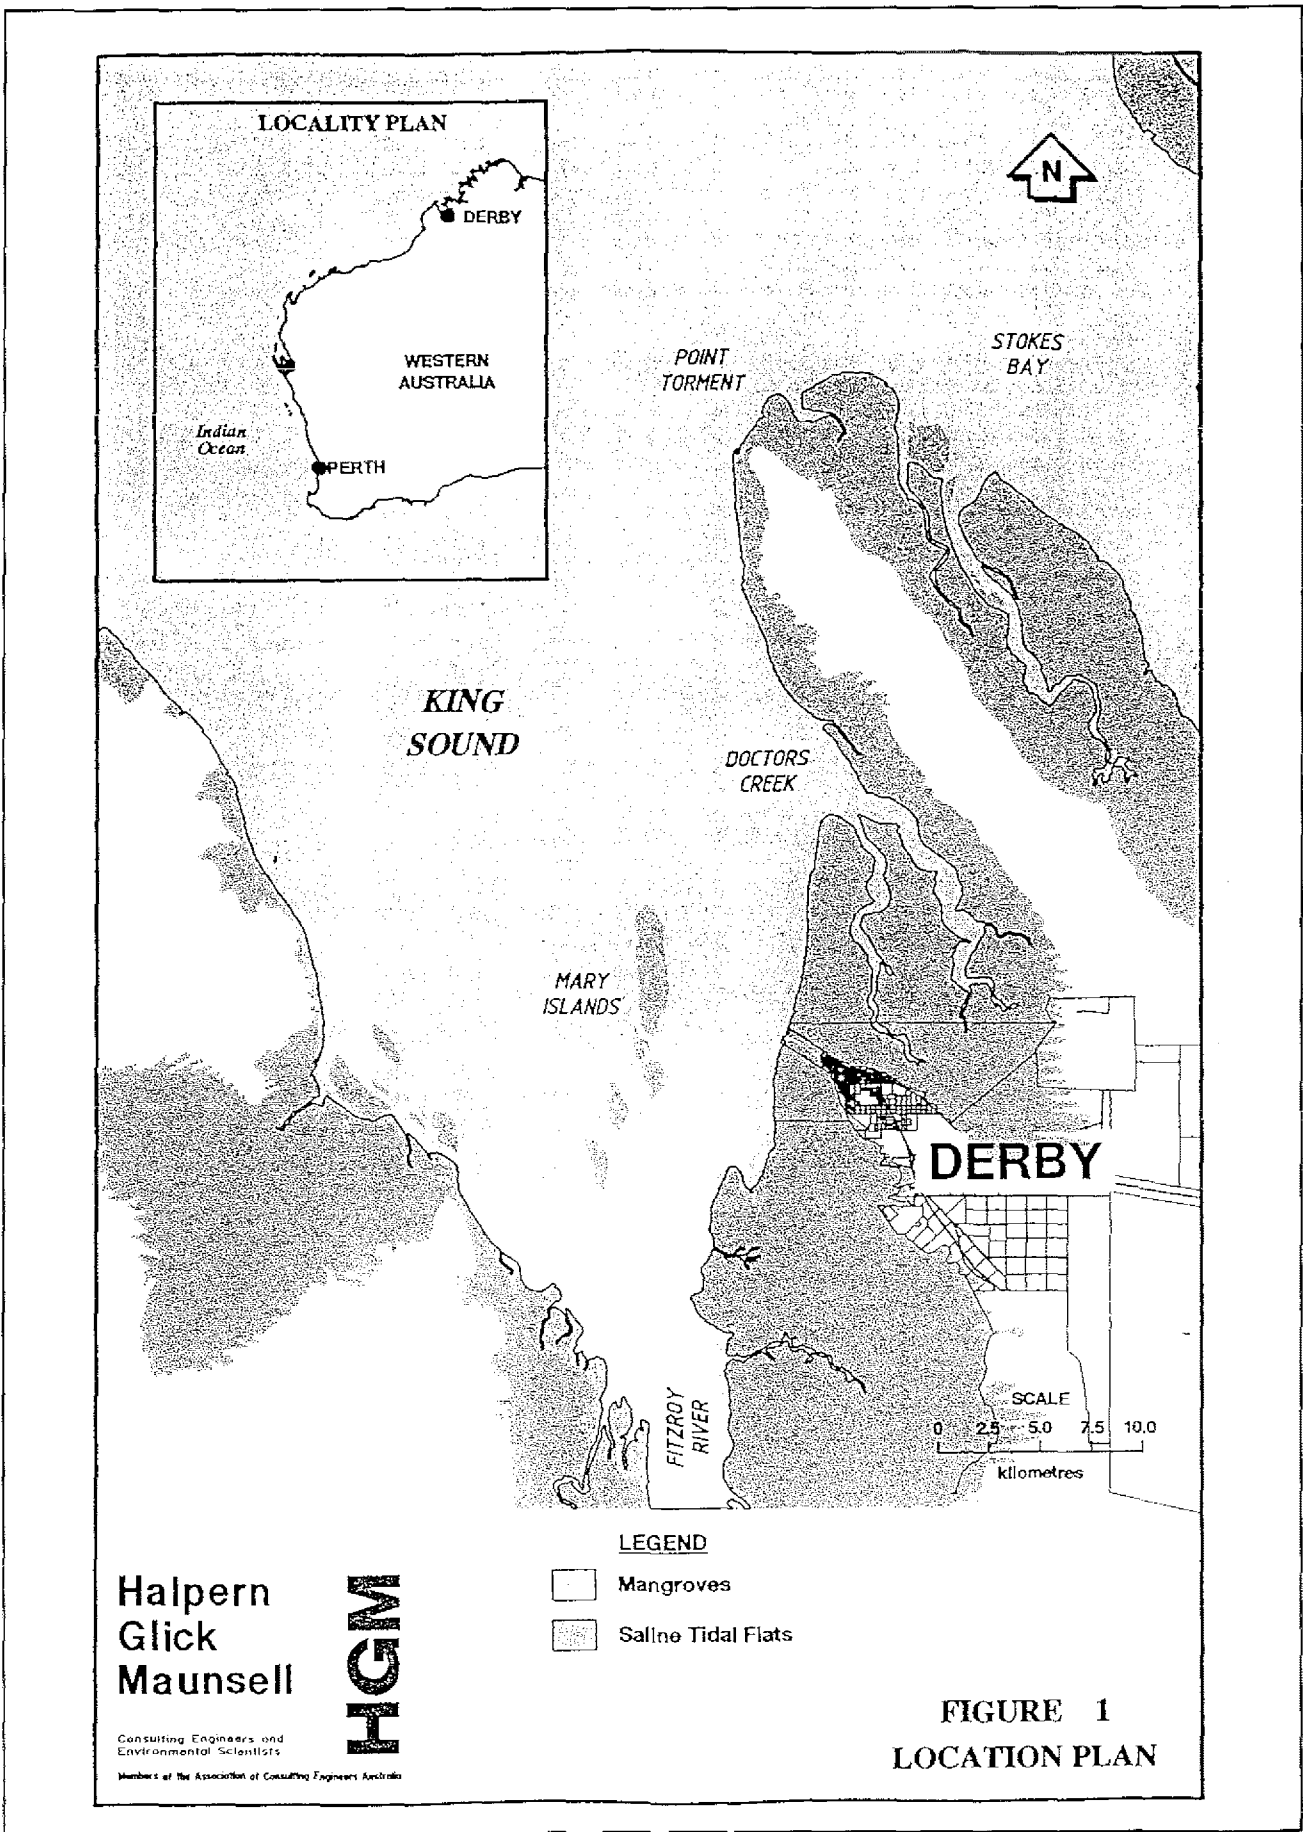 LOCALITY PLAN
DERBY
WESTERN
AUSTRALIA
Indian
Ocean
PERTH
N
POINT
TORMENT
STOKES
BAY
KING
SOUND
DOCTORS
CREEK
MARY
ISLANDS
DERBY
FITZROY
RIVER
SCALE
0 2.5 5.0 7.5 10.0
kilometres
LEGEND
Mangroves
Saline Tidal Flats
Halpern
Glick
Maunsell
HGM
Consulting Engineers and
Environmental Scientists
Members of the Association of Consulting Engineers Australia
FIGURE 1
LOCATION PLAN